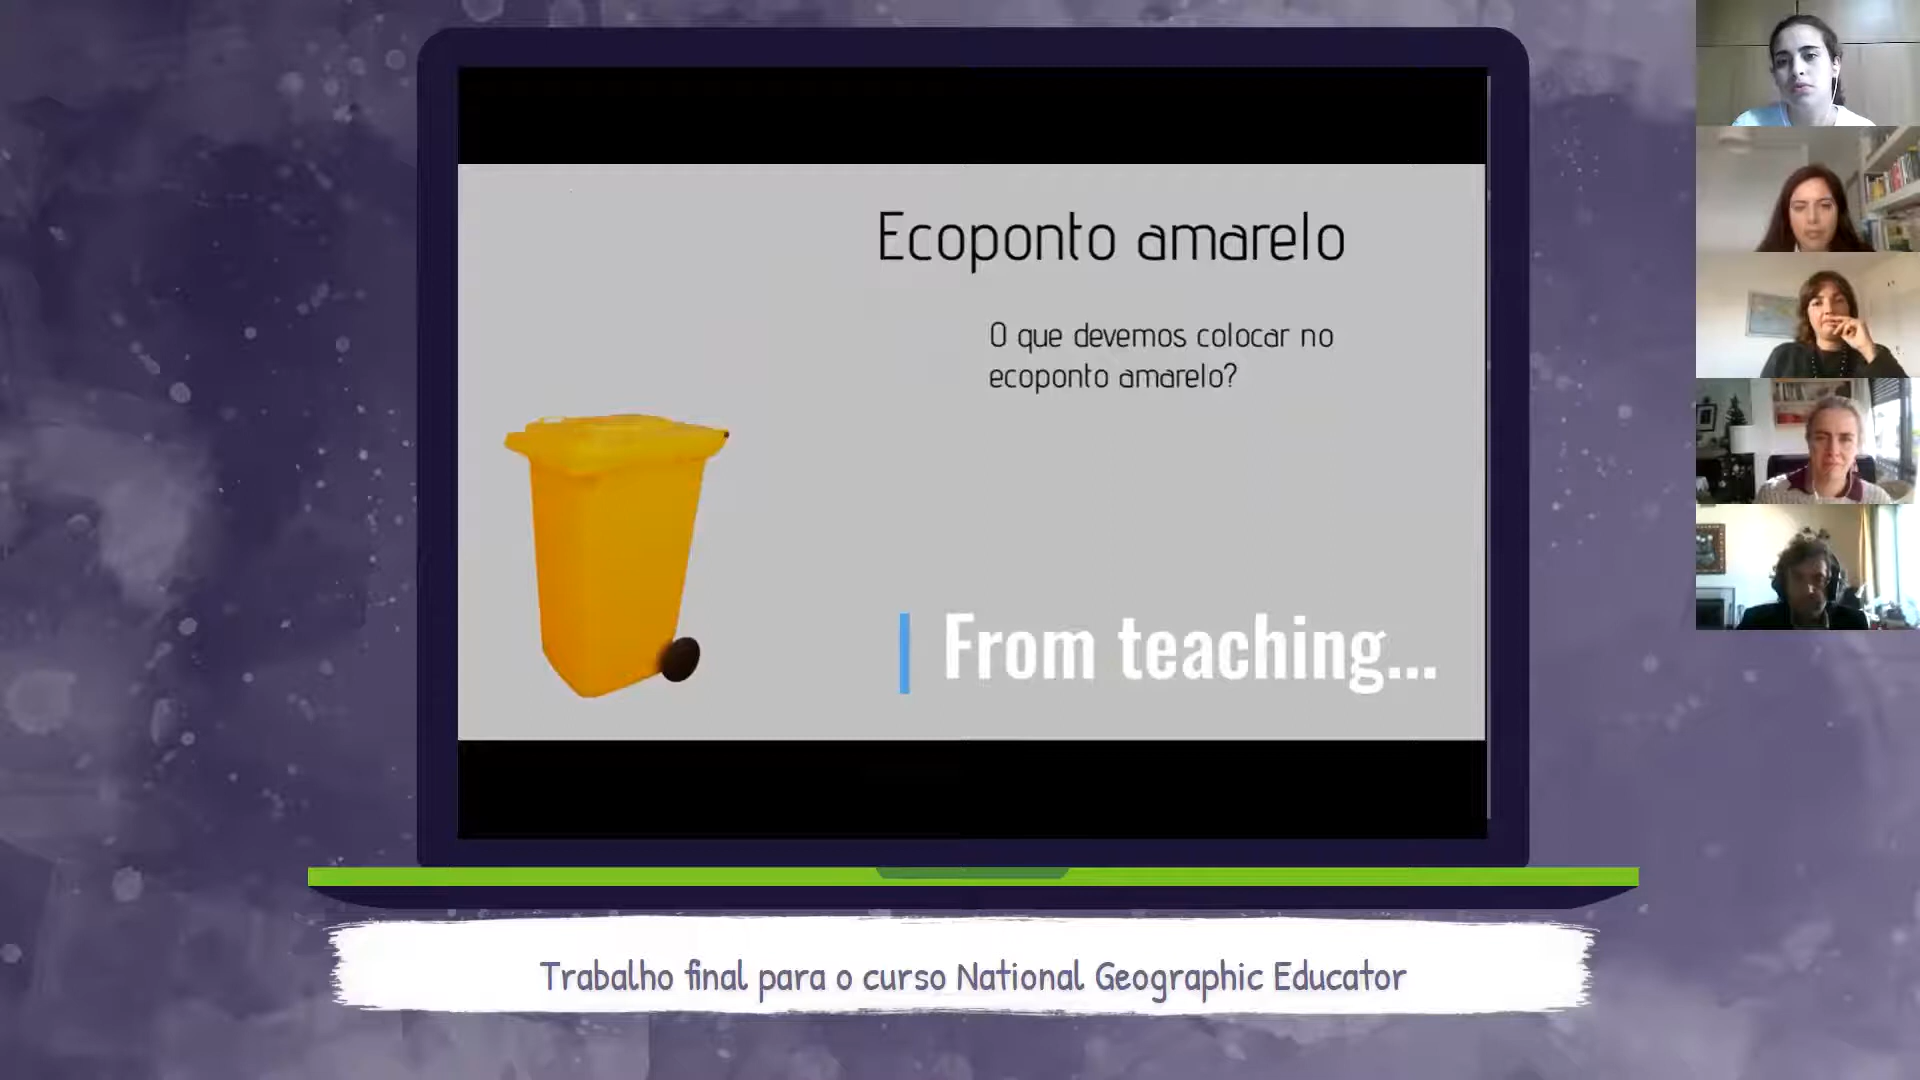 Ecoponto amarelo
O que devemos colocar no
ecoponto amarelo?
From teaching...
Trabalho final para o curso National Geographic Educator